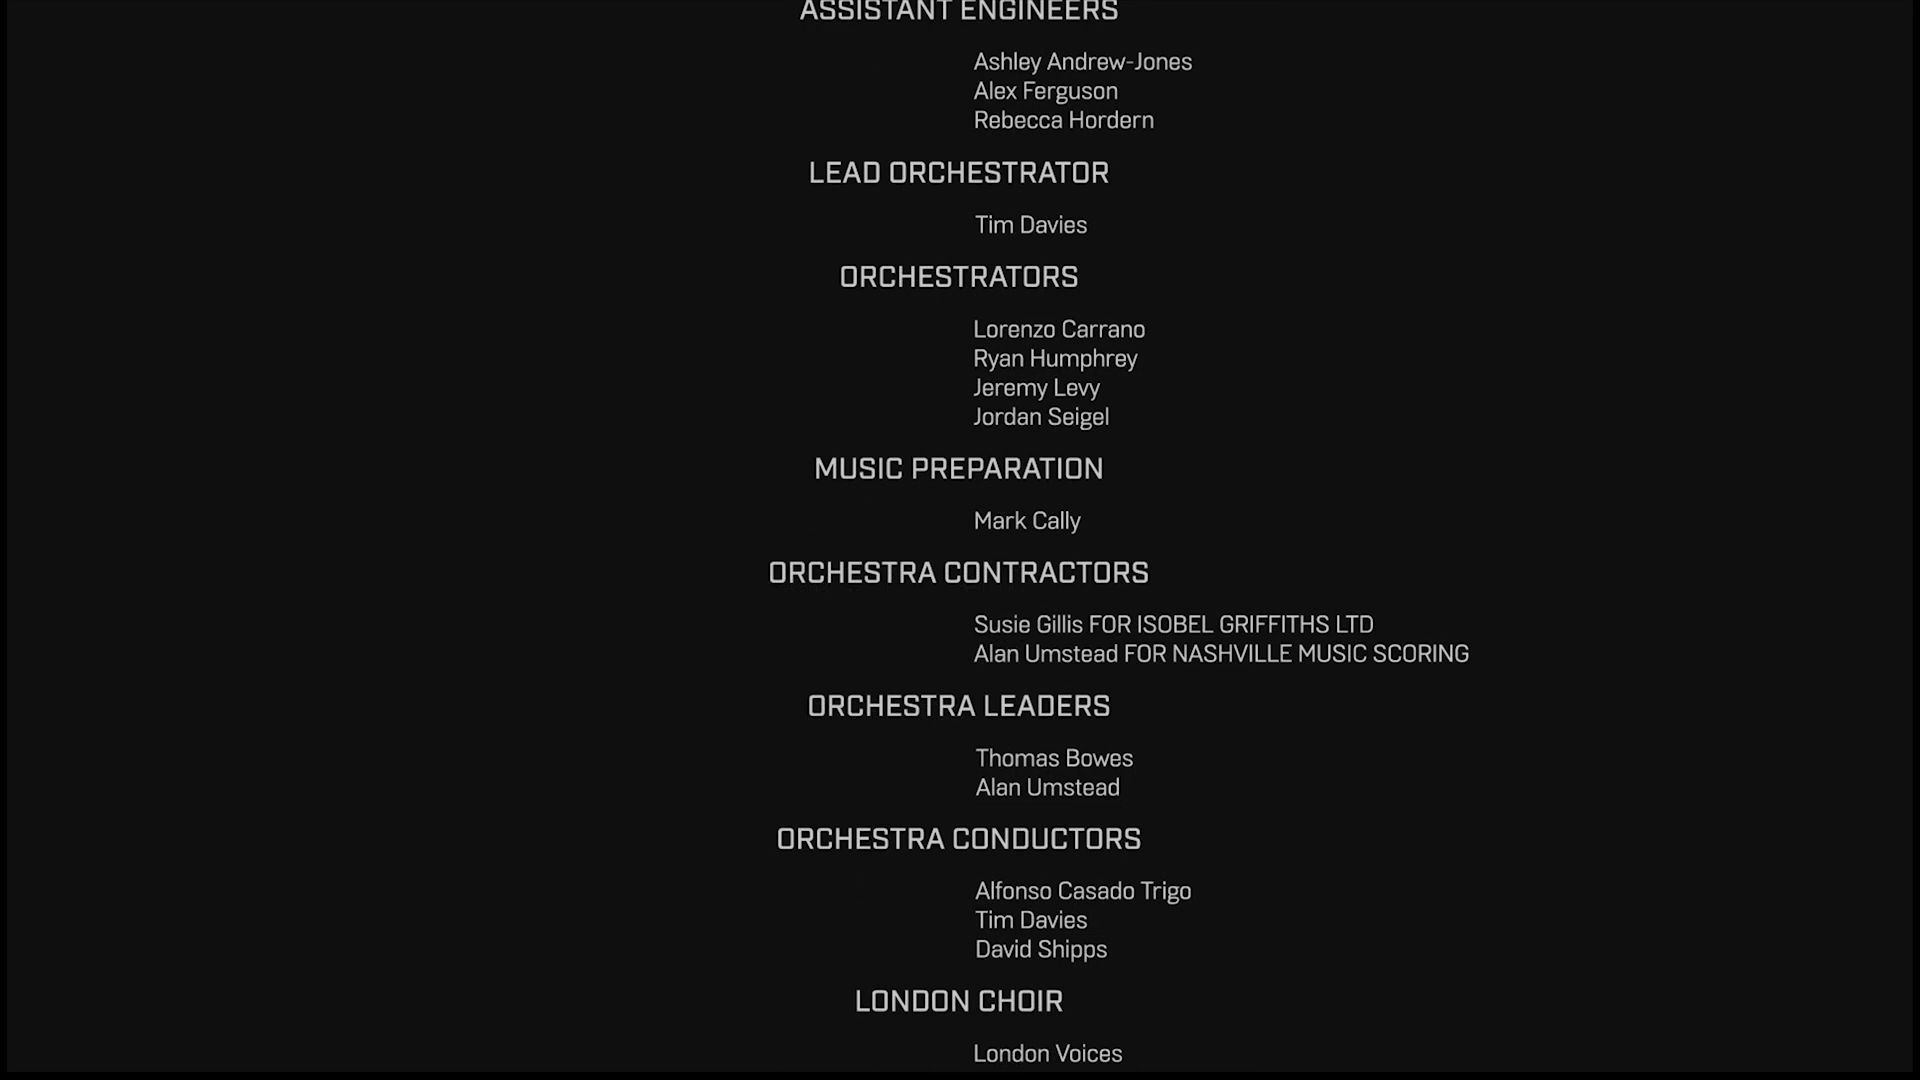 ASSISTANT ENGINEERS
Ashley Andrew-Jones
Alex Ferguson
Rebecca Hordern
LEAD ORCHESTRATOR
Tim Davies
ORCHESTRATORS
Lorenzo Carrano
Ryan Humphrey
Jeremy Levy
Jordan Seigel
MUSIC PREPARATION
Mark Cally
ORCHESTRA CONTRACTORS
Susie Gillis FOR ISOBEL GRIFFITHS LTD
Alan Umstead FOR NASHVILLE MUSIC SCORING
ORCHESTRA LEADERS
Thomas Bowes
Alan Umstead
ORCHESTRA CONDUCTORS
Alfonso Casado Trigo
Tim Davies
David Shipps
LONDON CHOIR
London Voices